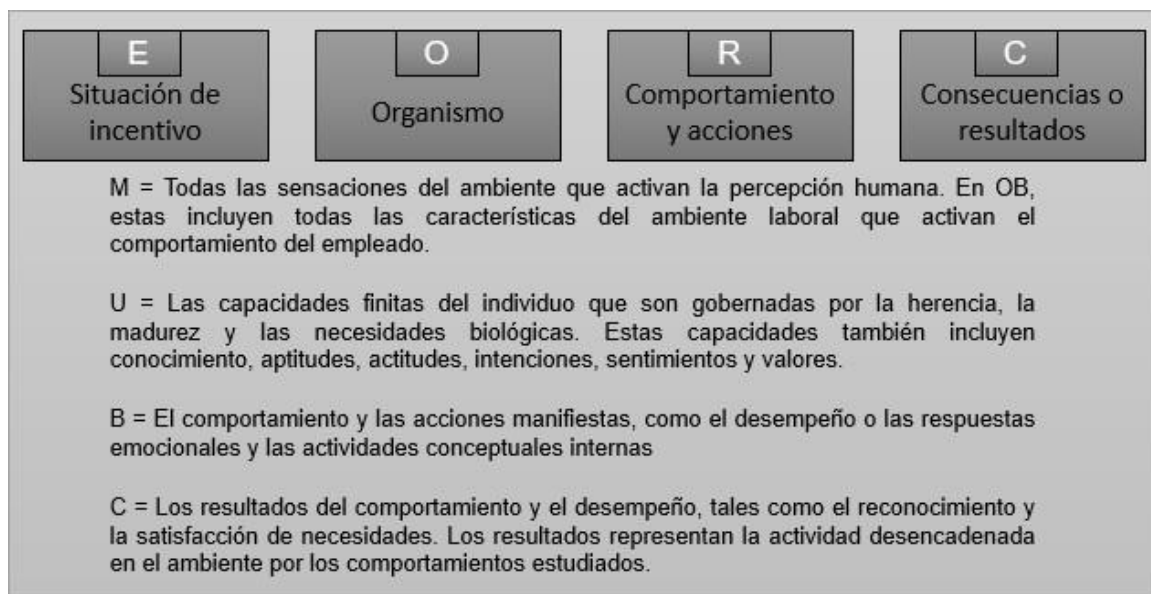 E
Situación de
incentivo
O
Organismo
R
Comportamiento
y acciones
C
Consecuencias o
resultados
M = Todas las sensaciones del ambiente que activan la percepción humana. En OB,
estas incluyen todas las características del ambiente laboral que activan el
comportamiento del empleado.
U = Las capacidades finitas del individuo que son gobernadas por la herencia, la
madurez y las necesidades biológicas. Estas capacidades también incluyen
conocimiento, aptitudes, actitudes, intenciones, sentimientos y valores.
B = El comportamiento y las acciones manifiestas, como el desempeño o las respuestas
emocionales y las actividades conceptuales internas
C = Los resultados del comportamiento y el desempeño, tales como el reconocimiento y
la satisfacción de necesidades. Los resultados representan la actividad desencadenada
en el ambiente por los comportamientos estudiados.